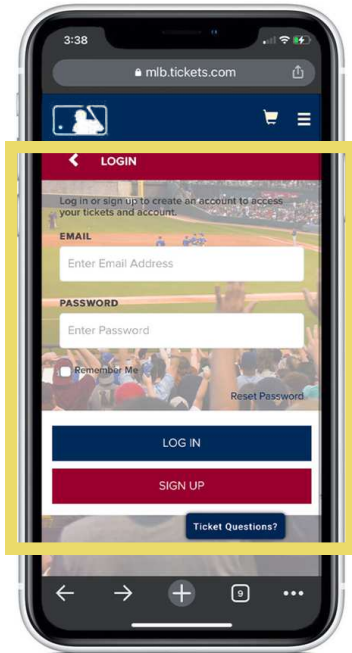 3:38
mlb.tickets.com
LOGIN
Log in or sign up to create an account to access
your tickets and account.
EMAIL
Enter Email Address
PASSWORD
Enter Password
Remember Me
Reset Password
LOG IN
SIGN UP
Ticket Questions?
9